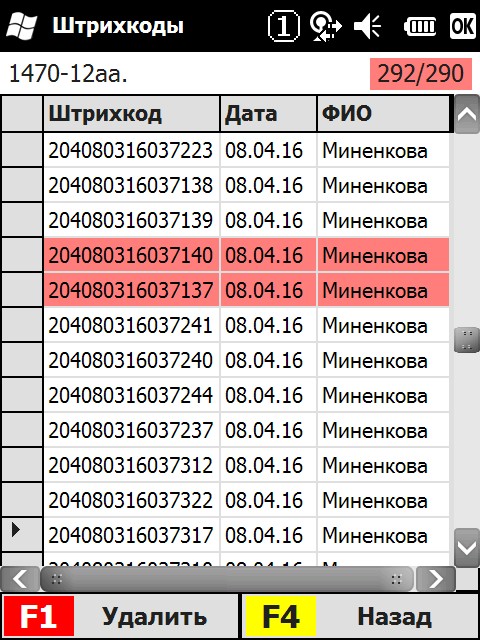 Штрихкоды 1 OK
1470-12аа. 292/290
Штрихкод Дата ФИО
204080316037223 08.04.16 Миненкова
204080316037138 08.04.16 Миненкова
204080316037139 08.04.16 Миненкова
204080316037140 08.04.16 Миненкова
204080316037137 08.04.16 Миненкова
204080316037241 08.04.16 Миненкова
204080316037240 08.04.16 Миненкова
204080316037244 08.04.16 Миненкова
204080316037237 08.04.16 Миненкова
204080316037312 08.04.16 Миненкова
204080316037322 08.04.16 Миненкова
204080316037317 08.04.16 Миненкова
F1 Удалить F4 Назад